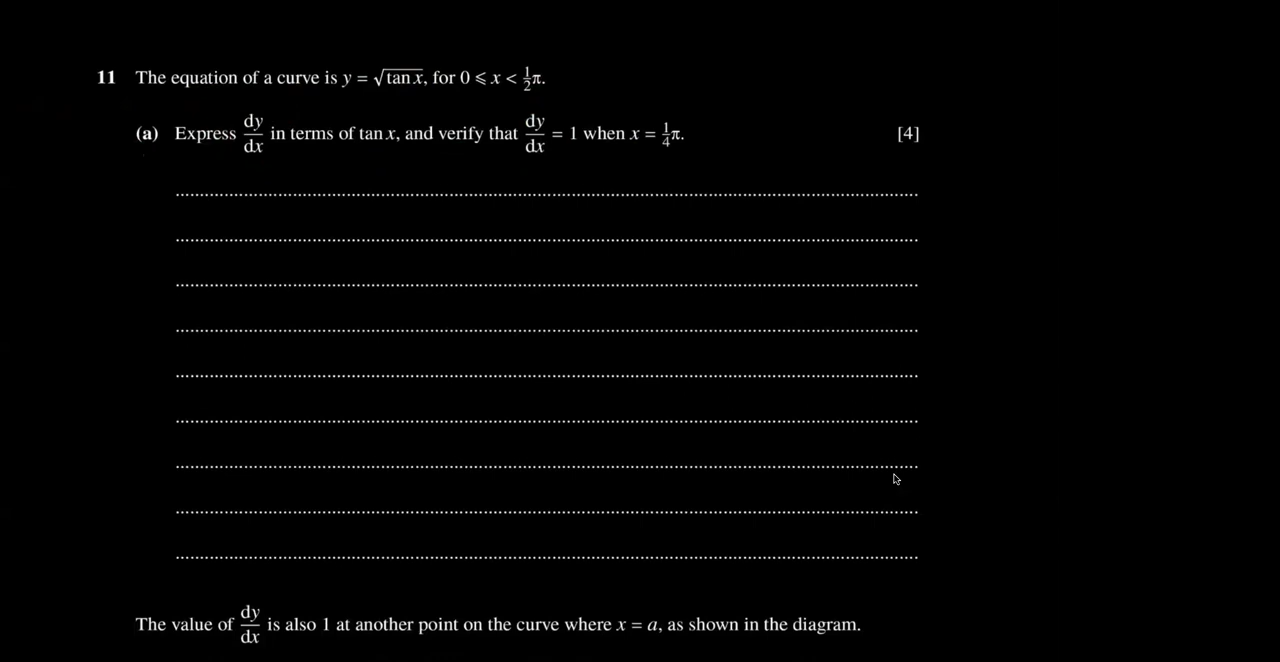 11 The equation of a curve is y = √tan x, for 0 ⩽ x < 1/2 π.
(a) Express dy/dx in terms of tan x, and verify that dy/dx = 1 when x = 1/4 π. [4]
The value of dy/dx is also 1 at another point on the curve where x = a, as shown in the diagram.